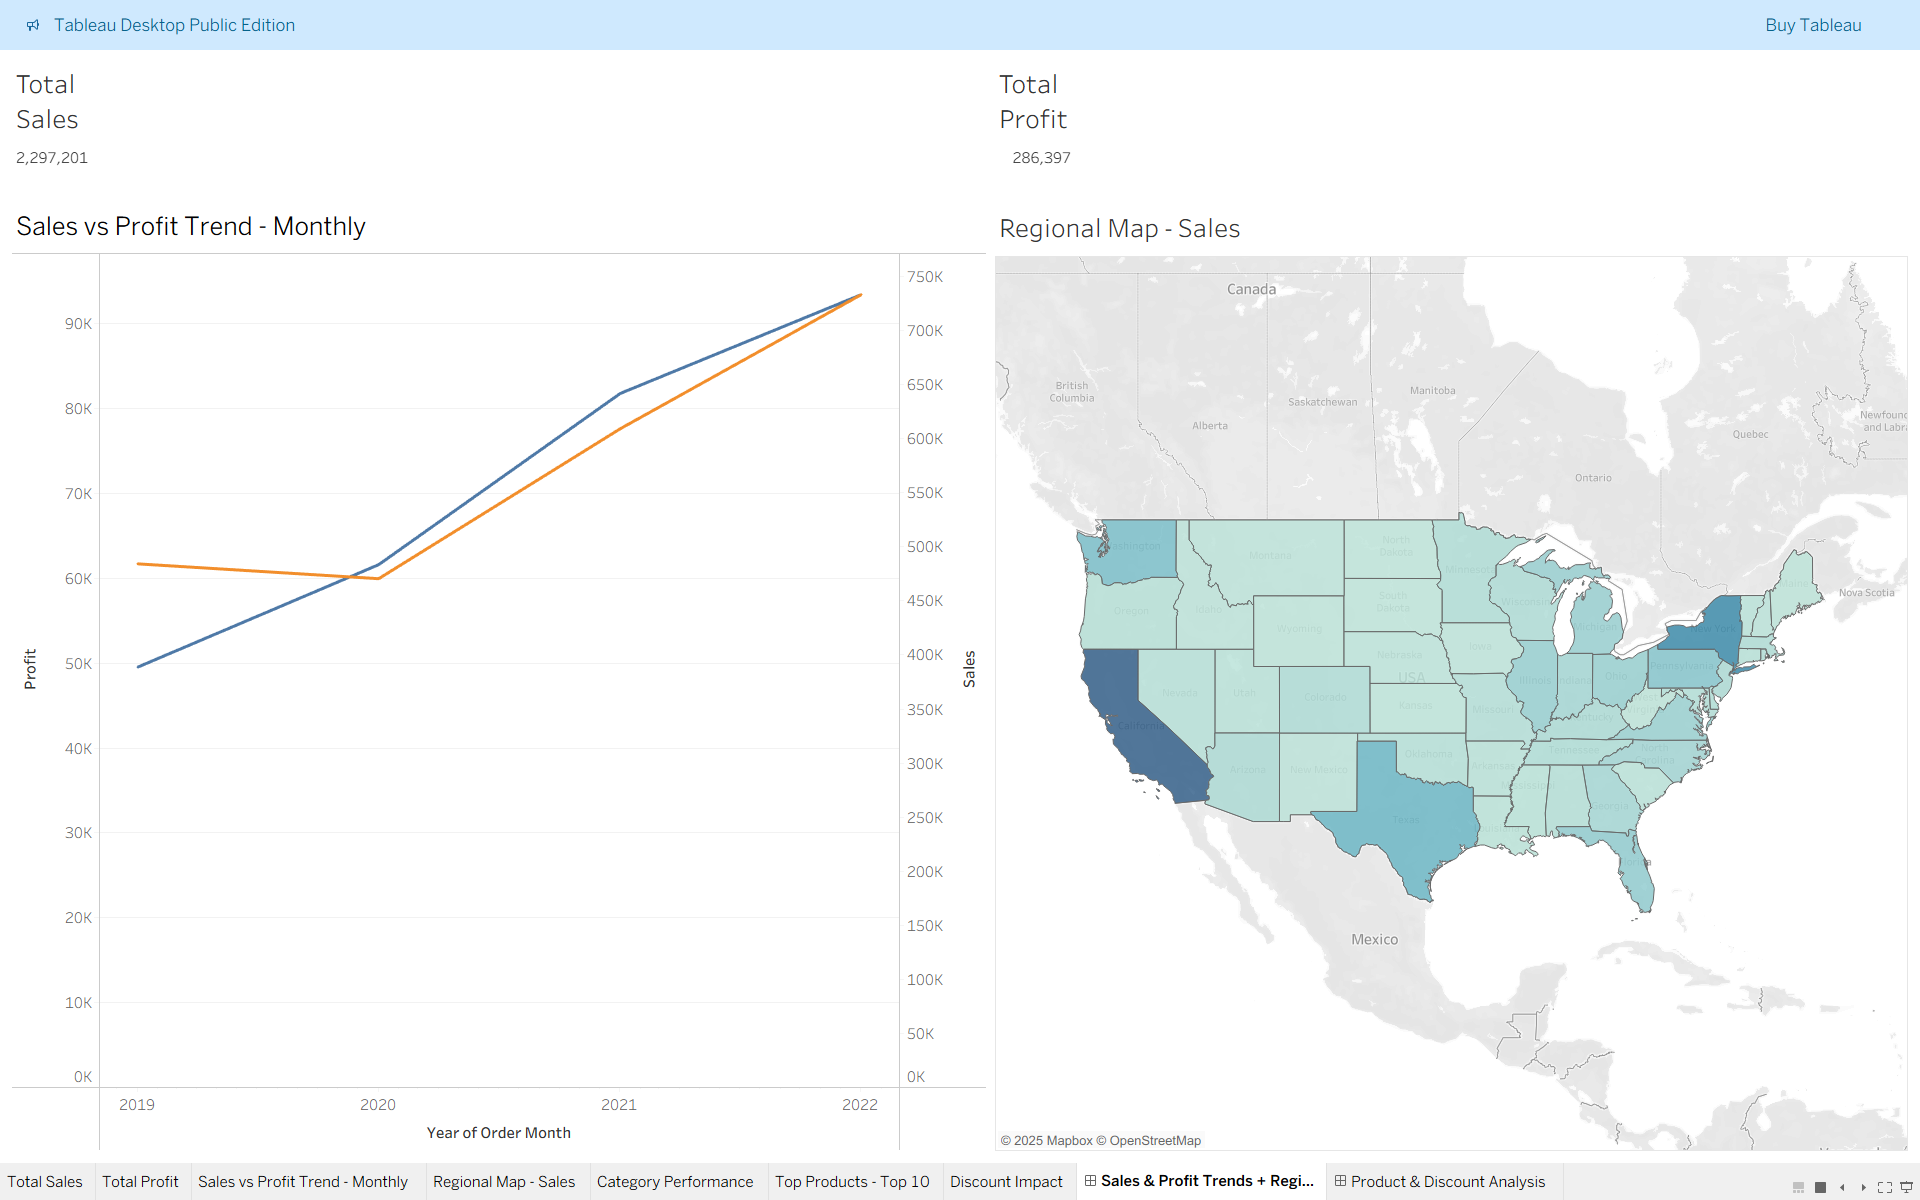 Tableau Desktop Public Edition
Buy Tableau
Total
Sales
2,297,201
Total
Profit
286,397
Sales vs Profit Trend - Monthly
Profit
90K
80K
70K
60K
50K
40K
30K
20K
10K
0K
750K
700K
650K
600K
550K
500K
450K
400K
350K
300K
250K
200K
150K
100K
50K
0K
Sales
2019
2020
2021
2022
Year of Order Month
Regional Map - Sales
Canada
British
Columbia
Alberta
Saskatchewan
Manitoba
Ontario
Quebec
Nova Scotia
Montana
North
Dakota
Minnesota
Oregon
Idaho
South
Dakota
Wisconsin
Michigan
Maine
Wyoming
New York
Iowa
Nebraska
Pennsylvania
USA
Nevada
Utah
Colorado
Illinois
Indiana
Ohio
Kansas
Missouri
California
Arizona
New Mexico
Oklahoma
Tennessee
North
Carolina
Arkansas
Mississippi
Georgia
Texas
Florida
Mexico
© 2025 Mapbox © OpenStreetMap
Total Sales
Total Profit
Sales vs Profit Trend - Monthly
Regional Map - Sales
Category Performance
Top Products - Top 10
Discount Impact
Sales & Profit Trends + Regi...
Product & Discount Analysis